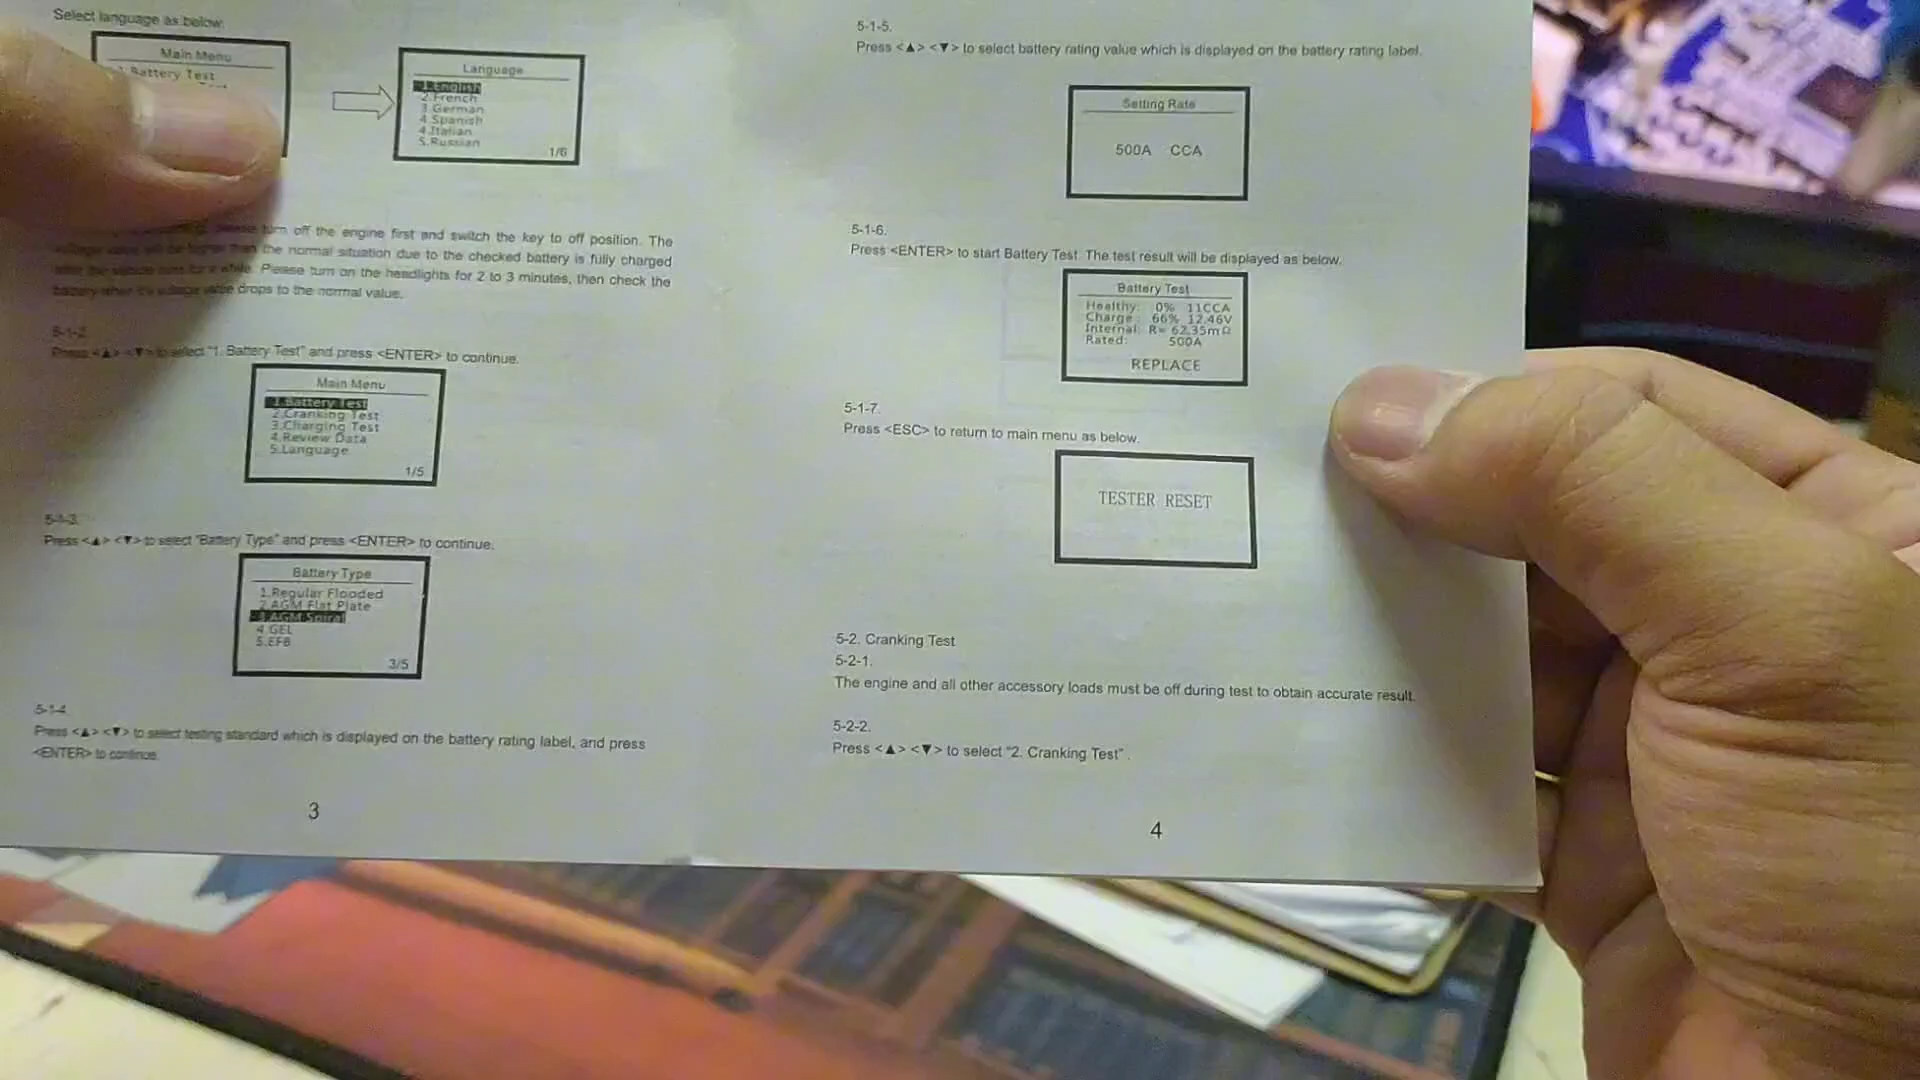 Select language as below.
Main Menu
Battery Test
Language
1.English
2.French
3.German
4.Spanish
4.Italian
5.Russian
1/6
turn off the engine first and switch the key to off position. The
the normal situation due to the checked battery is fully charged
Please turn on the headlights for 2 to 3 minutes, then check the
drops to the normal value.
5-1-2.
Press <▲> <▼> to select "1. Battery Test" and press <ENTER> to continue.
Main Menu
1.Battery Test
2.Cranking Test
3.Charging Test
4.Review Data
5.Language
1/5
5-1-3.
Press <▲> <▼> to select "Battery Type" and press <ENTER> to continue.
Battery Type
1.Regular Flooded
2.AGM Flat Plate
3.AGM Spiral
4.GEL
5.EFB
3/5
5-1-4.
Press <▲> <▼> to select testing standard which is displayed on the battery rating label, and press
<ENTER> to continue.
3
5-1-5.
Press <▲> <▼> to select battery rating value which is displayed on the battery rating label.
Setting Rate
500A CCA
5-1-6.
Press <ENTER> to start Battery Test. The test result will be displayed as below.
Battery Test
Healthy: 0% 11CCA
Charge: 66% 12.46V
Internal: R= 62.35mΩ
Rated: 500A
REPLACE
5-1-7.
Press <ESC> to return to main menu as below.
TESTER RESET
5-2. Cranking Test
5-2-1.
The engine and all other accessory loads must be off during test to obtain accurate result.
5-2-2.
Press <▲> <▼> to select "2. Cranking Test".
4